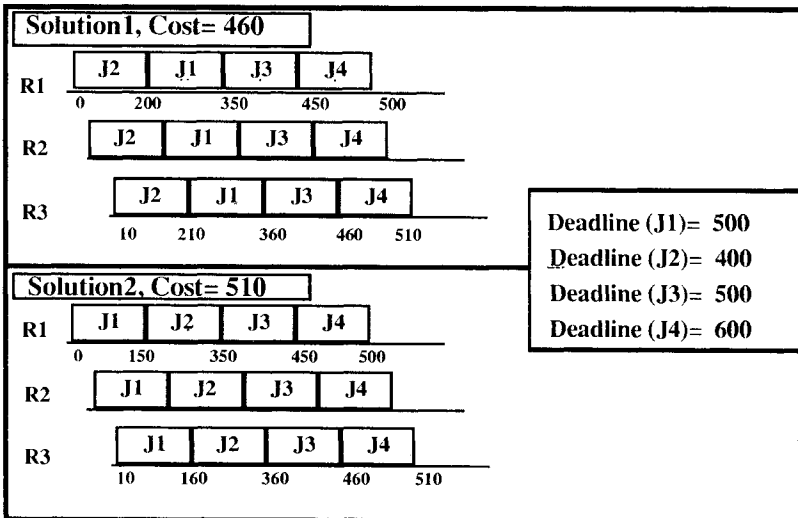 Solution1, Cost= 460
R1 J2 J1 J3 J4
0 200 350 450 500
R2 J2 J1 J3 J4
R3 J2 J1 J3 J4
10 210 360 460 510
Deadline (J1)= 500
Deadline (J2)= 400
Deadline (J3)= 500
Deadline (J4)= 600
Solution2, Cost= 510
R1 J1 J2 J3 J4
0 150 350 450 500
R2 J1 J2 J3 J4
R3 J1 J2 J3 J4
10 160 360 460 510